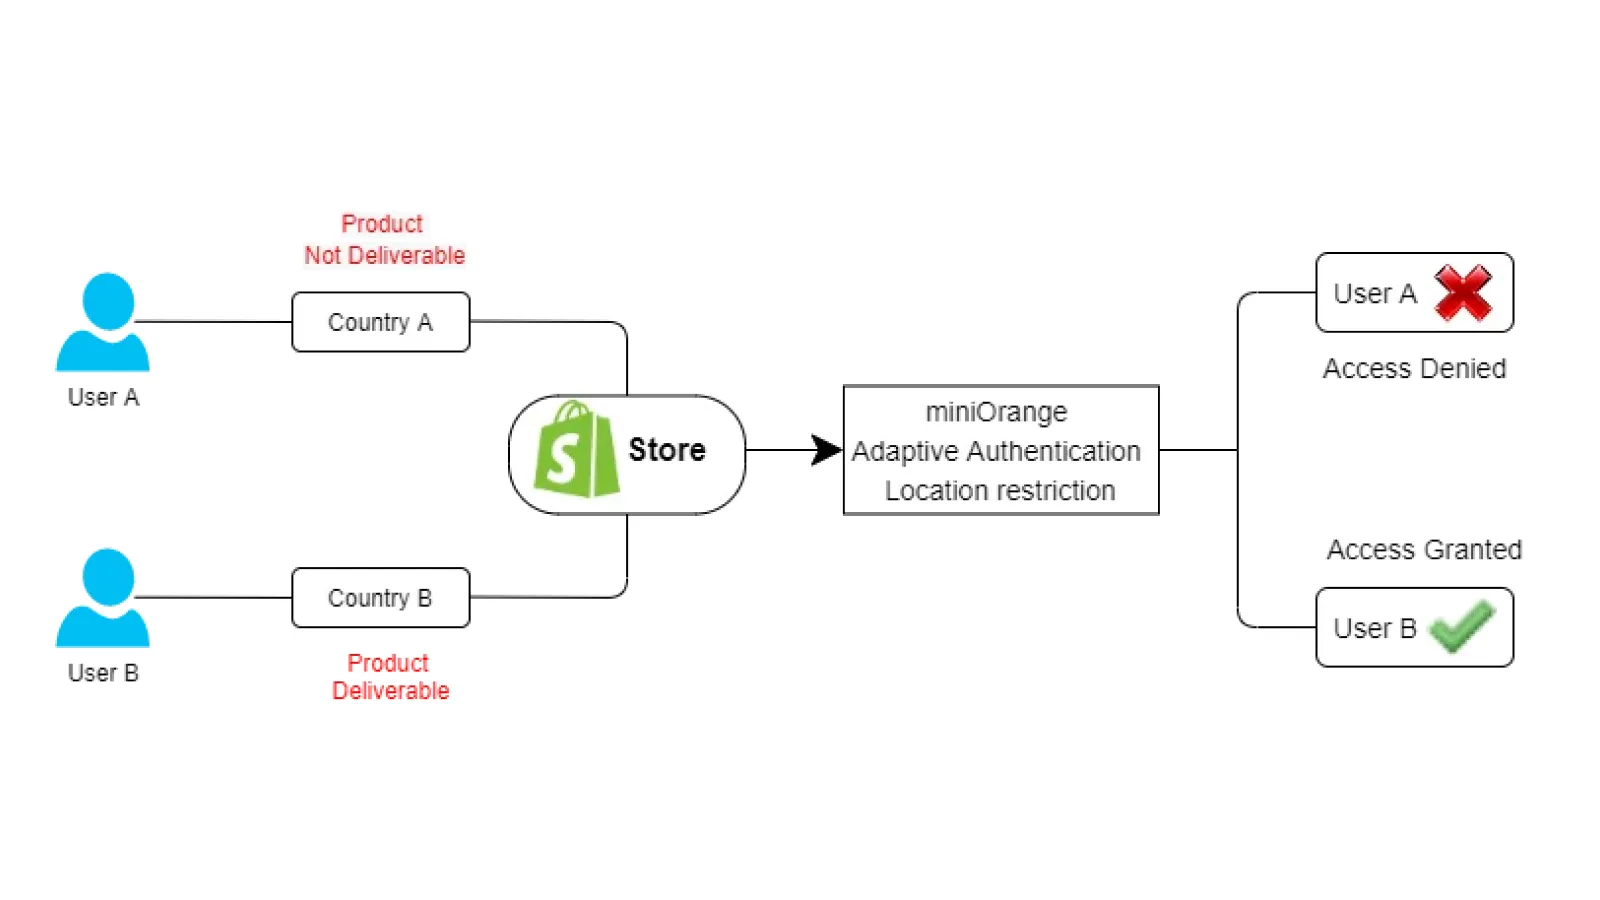 Product
Not Deliverable
Country A
User A
S
Store
Country B
User B
Product
Deliverable
miniOrange
Adaptive Authentication
Location restriction
User A
Access Denied
Access Granted
User B